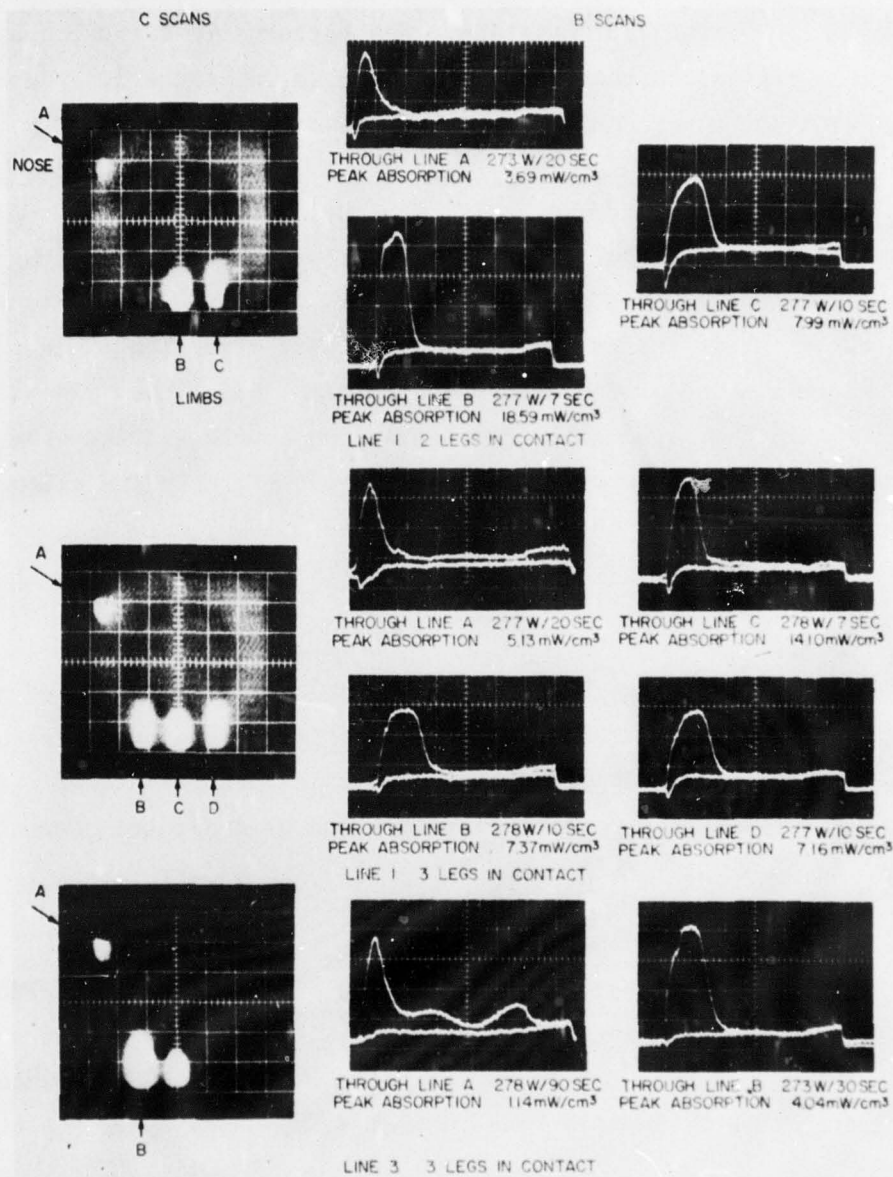 C SCANS
B SCANS
A
NOSE
B C
LIMBS
THROUGH LINE A 273 W/20 SEC
PEAK ABSORPTION 3.69 mW/cm³
THROUGH LINE B 277 W/7 SEC
PEAK ABSORPTION 18.59 mW/cm³
THROUGH LINE C 277 W/10 SEC
PEAK ABSORPTION 7.99 mW/cm³
LINE 1 2 LEGS IN CONTACT
A
B C D
THROUGH LINE A 277 W/20 SEC
PEAK ABSORPTION 5.13 mW/cm³
THROUGH LINE C 278 W/7 SEC
PEAK ABSORPTION 14.10 mW/cm³
THROUGH LINE B 278 W/10 SEC
PEAK ABSORPTION 7.37 mW/cm³
THROUGH LINE D 277 W/10 SEC
PEAK ABSORPTION 7.16 mW/cm³
LINE 1 3 LEGS IN CONTACT
A
B
THROUGH LINE A 278 W/90 SEC
PEAK ABSORPTION 1.14 mW/cm³
THROUGH LINE B 273 W/30 SEC
PEAK ABSORPTION 4.04 mW/cm³
LINE 3 3 LEGS IN CONTACT